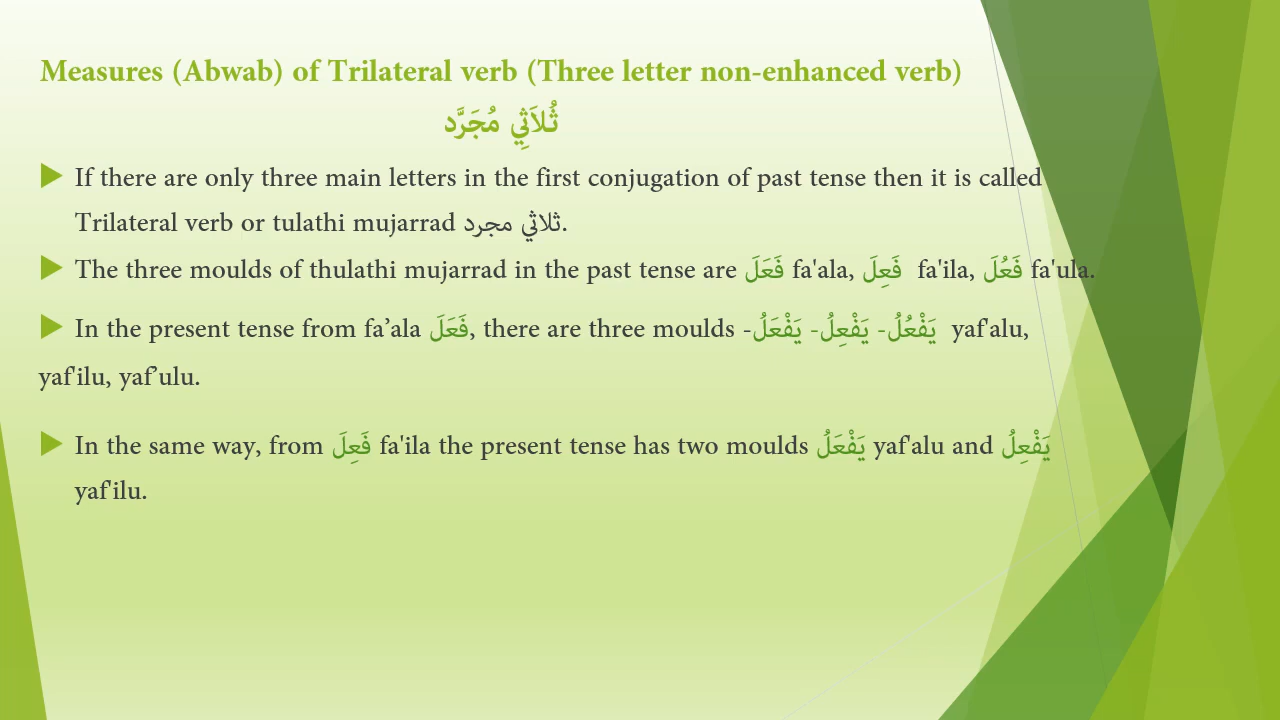 Measures (Abwab) of Trilateral verb (Three letter non-enhanced verb)
ثُلاَثِي مُجَرَّد
If there are only three main letters in the first conjugation of past tense then it is called
Trilateral verb or tulathi mujarrad ثلاثي مجرد.
The three moulds of thulathi mujarrad in the past tense are فَعَلَ fa'ala, فَعِلَ fa'ila, فَعُلَ fa'ula.
In the present tense from fa’ala فَعَلَ, there are three moulds -يَفْعُلُ- يَفْعِلُ- يَفْعَلُ yaf'alu,
yaf'ilu, yaf’ulu.
In the same way, from فَعِلَ fa'ila the present tense has two moulds يَفْعَلُ yaf'alu and يَفْعِلُ
yaf'ilu.